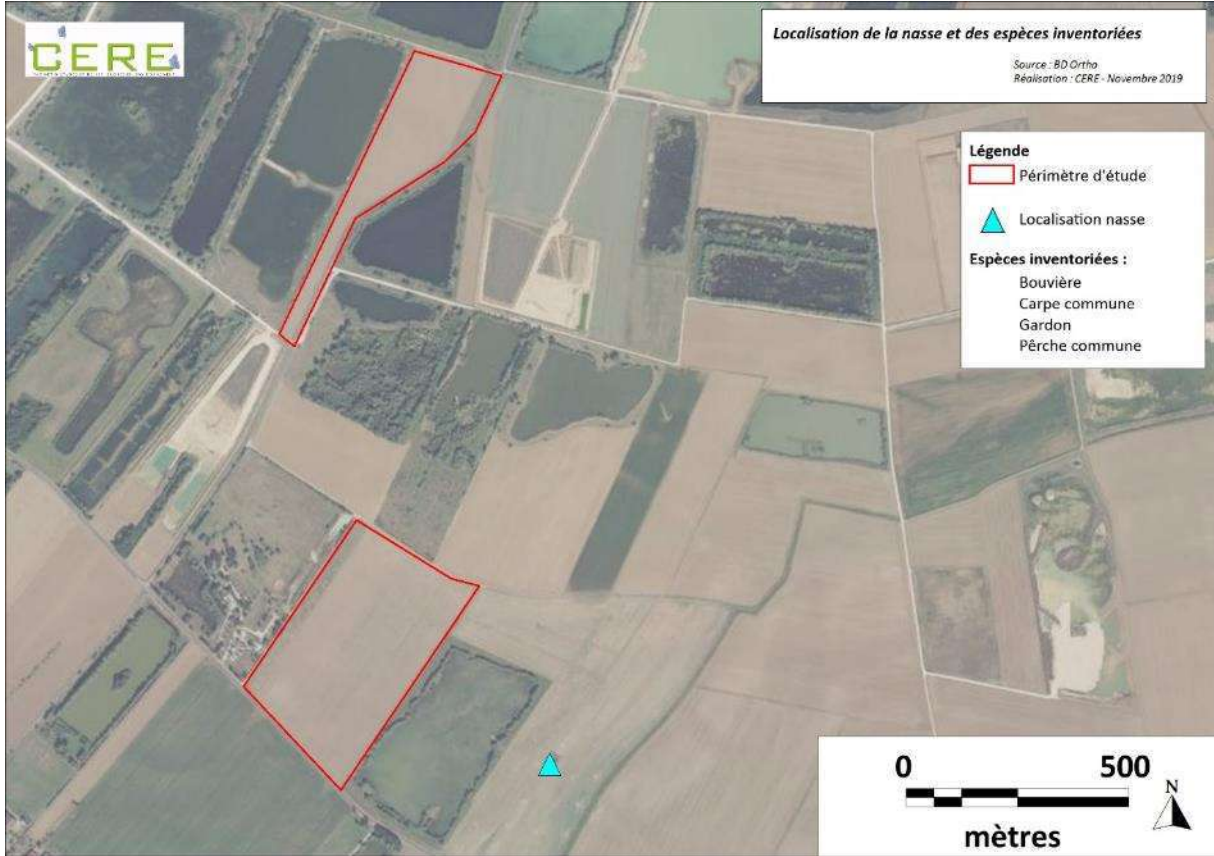 CERE
Localisation de la nasse et des espèces inventoriées
Source : BD Ortho
Réalisation : CERE - Novembre 2019
Légende
Périmètre d'étude
Localisation nasse
Espèces inventoriées :
Bouvière
Carpe commune
Gardon
Pêrche commune
0 500
N
mètres